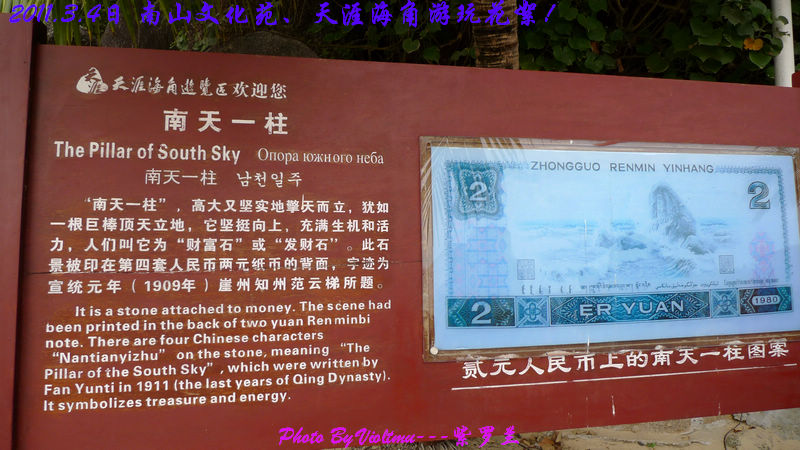 2011.3.4日 南山文化苑、天涯海角游玩花絮!
天涯海角遊覽区欢迎您
南天一柱
The Pillar of South Sky Опора южного неба
南天一柱 남천일주
“南天一柱”,高大又坚实地擎天而立,犹如
一根巨棒顶天立地,它坚挺向上,充满生机和活
力,人们叫它为“财富石”或“发财石”。此石
景被印在第四套人民币两元纸币的背面,字迹为
宣统元年(1909年)崖州知州范云梯所题。
It is a stone attached to money. The scene had
been printed in the back of two yuan Renminbi
note. There are four Chinese characters
“Nantianyizhu” on the stone, meaning “The
Pillar of the South Sky”, which were written by
Fan Yunti in 1911 (the last years of Qing Dynasty).
It symbolizes treasure and energy.
ZHONGGUO RENMIN YINHANG
2
2
2
ER YUAN
1980
贰元人民币上的南天一柱图案
Photo By Violtmu---紫罗兰